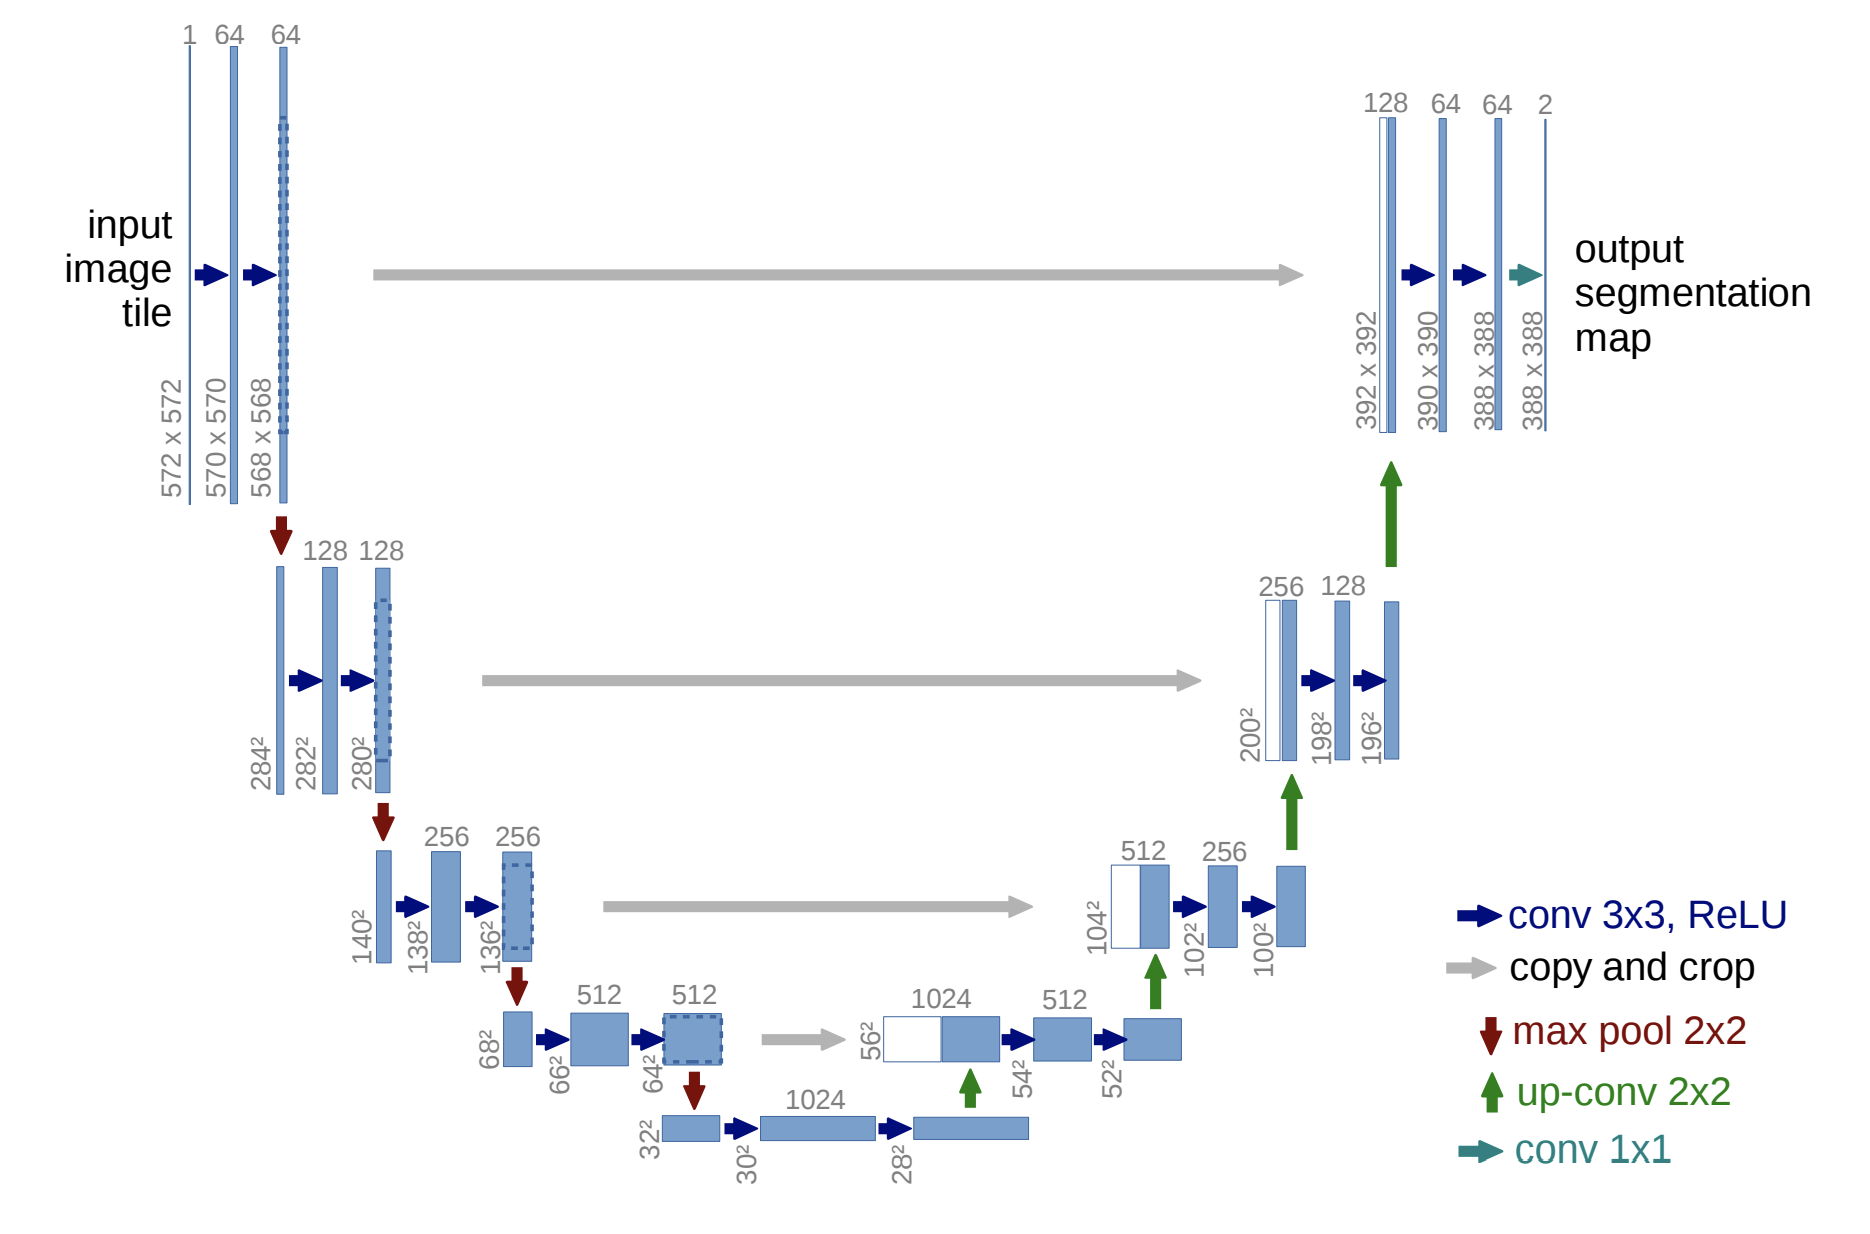 1 64 64
input
image
tile
572 x 572
570 x 570
568 x 568
128 64 64 2
392 x 392
390 x 390
388 x 388
388 x 388
output
segmentation
map
128 128
284²
282²
280²
256 128
200²
198²
196²
256 256
140²
138²
136²
512 256
104²
102²
100²
512 512
68²
66²
64²
1024 512
56²
54²
52²
1024
32²
30²
28²
conv 3x3, ReLU
copy and crop
max pool 2x2
up-conv 2x2
conv 1x1